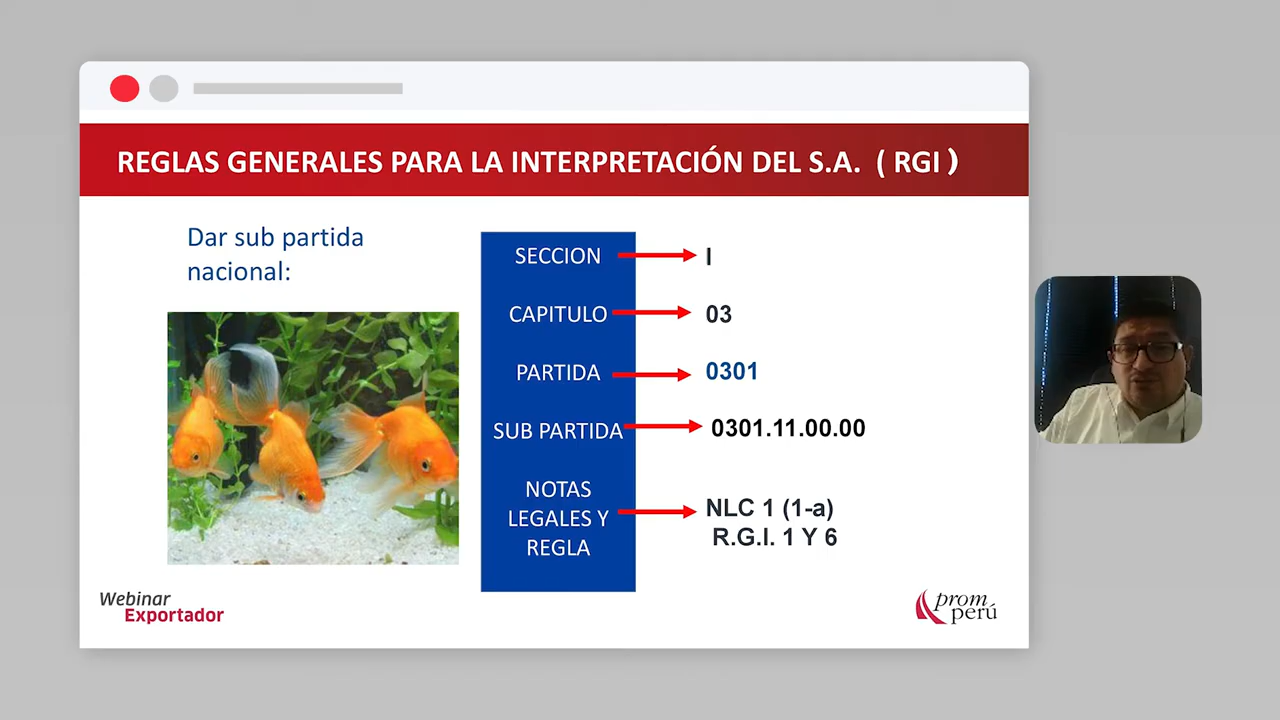 REGLAS GENERALES PARA LA INTERPRETACIÓN DEL S.A. ( RGI )
Dar sub partida
nacional:
SECCION
I
CAPITULO
03
PARTIDA
0301
SUB PARTIDA
0301.11.00.00
NOTAS
LEGALES Y
REGLA
NLC 1 (1-a)
R.G.I. 1 Y 6
Webinar
Exportador
prom
perú